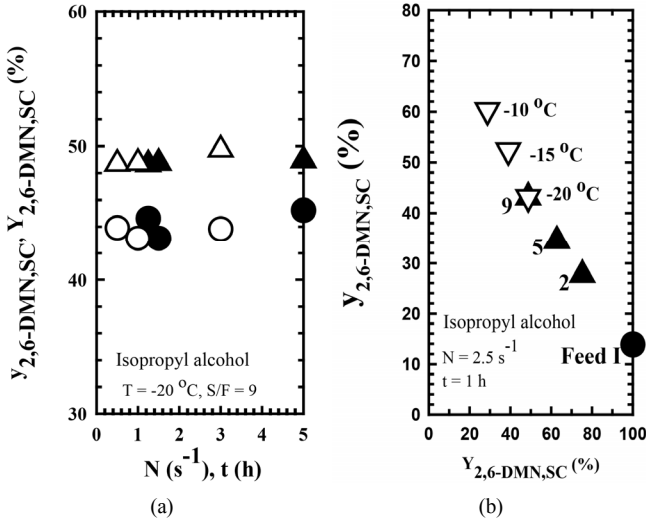 y2,6-DMN,SC, Y2,6-DMN,SC (%)
60
50
40
30
Isopropyl alcohol
T = -20 °C, S/F = 9
0 1 2 3 4 5
N (s-1), t (h)
(a)
y2,6-DMN,SC (%)
80
70
60
50
40
30
20
10
0
-10 °C
-15 °C
-20 °C
9
5
2
Isopropyl alcohol
N = 2.5 s-1
t = 1 h
Feed I
0 20 40 60 80 100
Y2,6-DMN,SC (%)
(b)